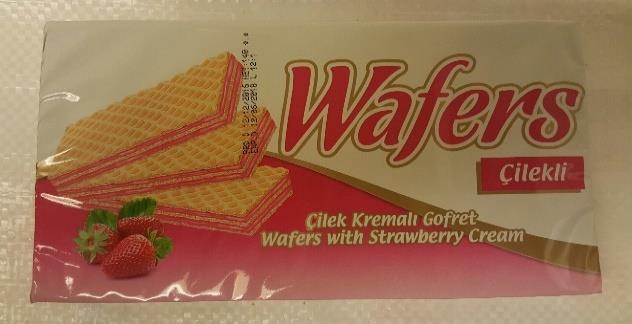 Wafers
Çilekli
Çilek Kremalı Gofret
Wafers with Strawberry Cream